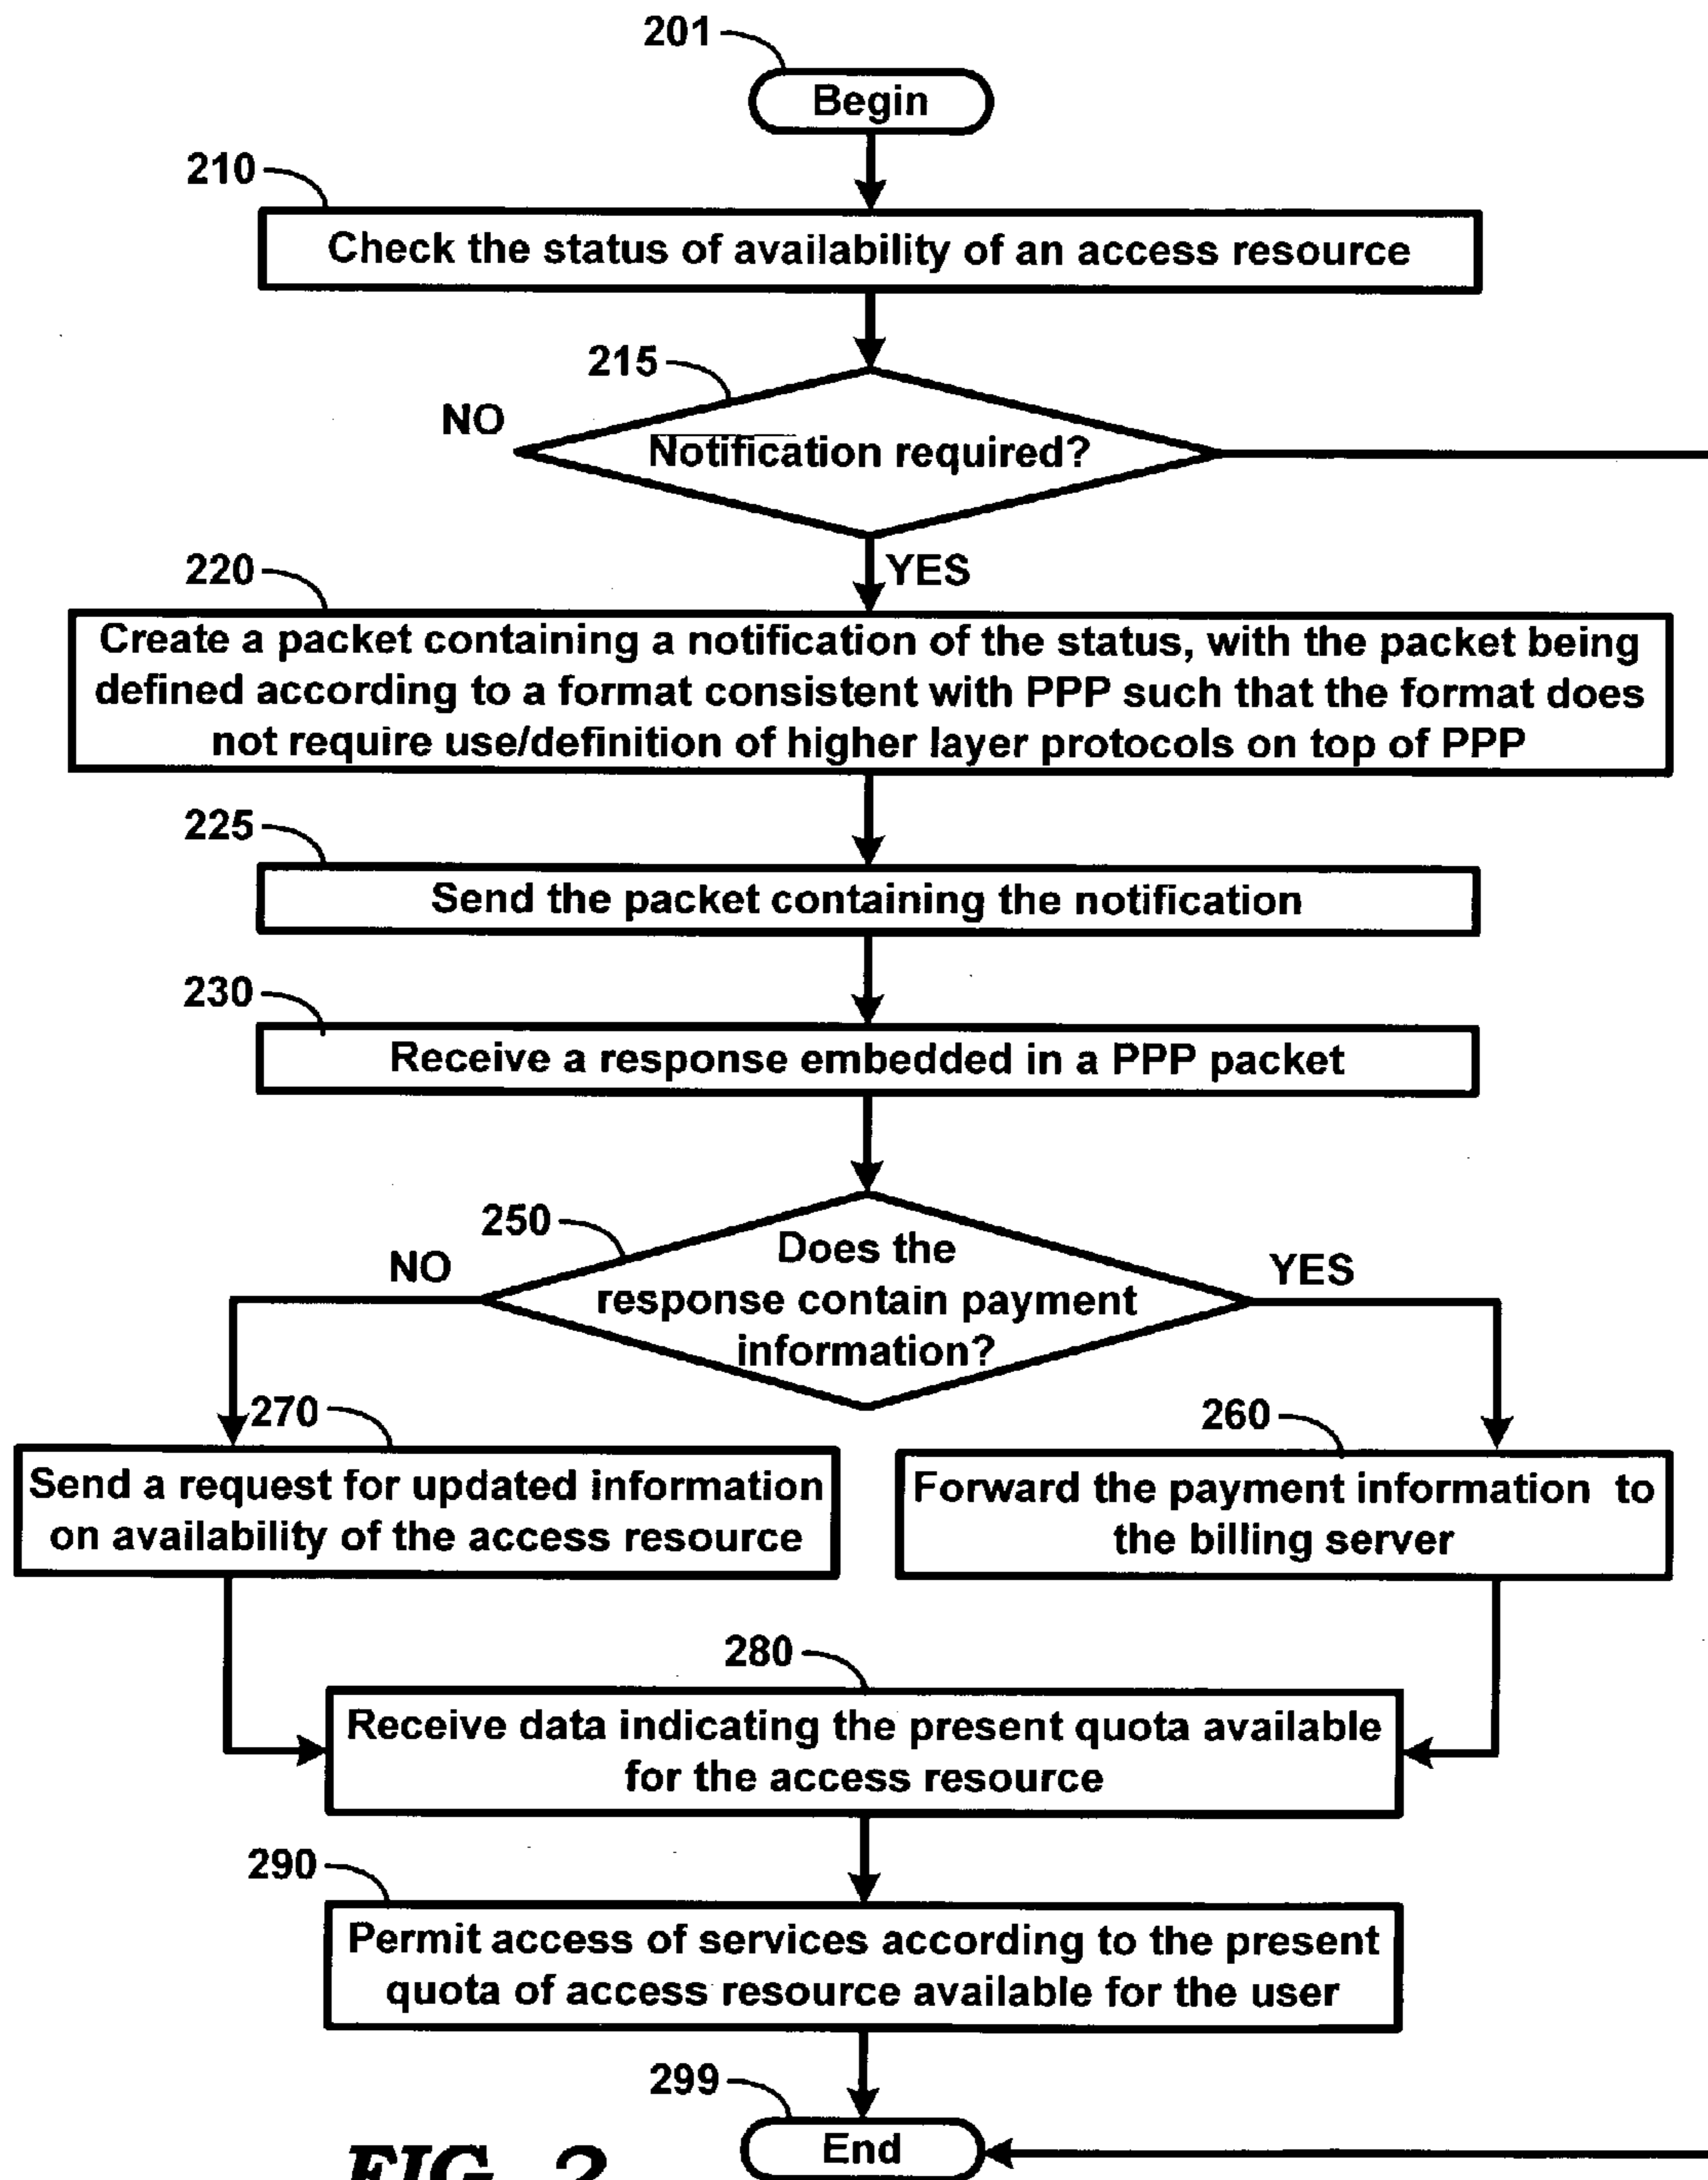 201
Begin
210
Check the status of availability of an access resource
215
NO
Notification required?
YES
220
Create a packet containing a notification of the status, with the packet being
defined according to a format consistent with PPP such that the format does
not require use/definition of higher layer protocols on top of PPP
225
Send the packet containing the notification
230
Receive a response embedded in a PPP packet
250
NO
Does the
response contain payment
information?
YES
270
Send a request for updated information
on availability of the access resource
260
Forward the payment information to
the billing server
280
Receive data indicating the present quota available
for the access resource
290
Permit access of services according to the present
quota of access resource available for the user
299
End
FIG. 2